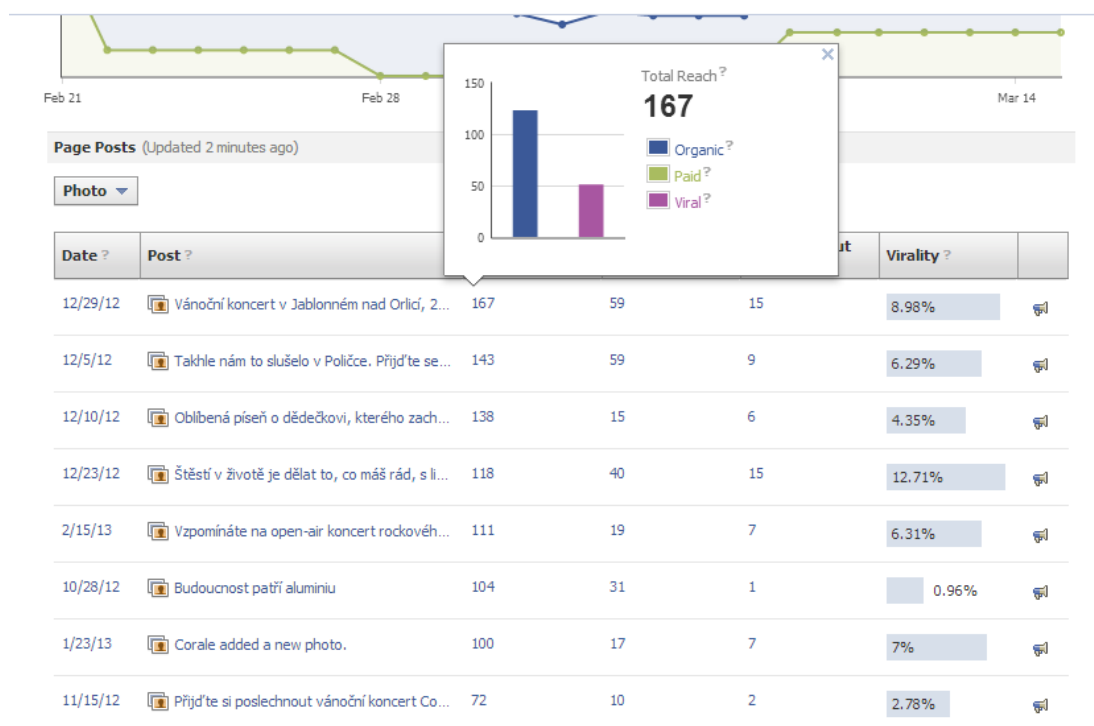 Feb 21
Feb 28
Mar 14
150
100
50
0
Total Reach ?
167
Organic ?
Paid ?
Viral ?
Page Posts (Updated 2 minutes ago)
Photo
Date ? Post ? ut Virality ?
12/29/12 Vánoční koncert v Jablonném nad Orlicí, 2... 167 59 15 8.98%
12/5/12 Takhle nám to slušelo v Poličce. Přijďte se... 143 59 9 6.29%
12/10/12 Oblíbená píseň o dědečkovi, kterého zach... 138 15 6 4.35%
12/23/12 Štěstí v životě je dělat to, co máš rád, s li... 118 40 15 12.71%
2/15/13 Vzpomínáte na open-air koncert rockovéh... 111 19 7 6.31%
10/28/12 Budoucnost patří aluminiu 104 31 1 0.96%
1/23/13 Corale added a new photo. 100 17 7 7%
11/15/12 Přijďte si poslechnout vánoční koncert Co... 72 10 2 2.78%